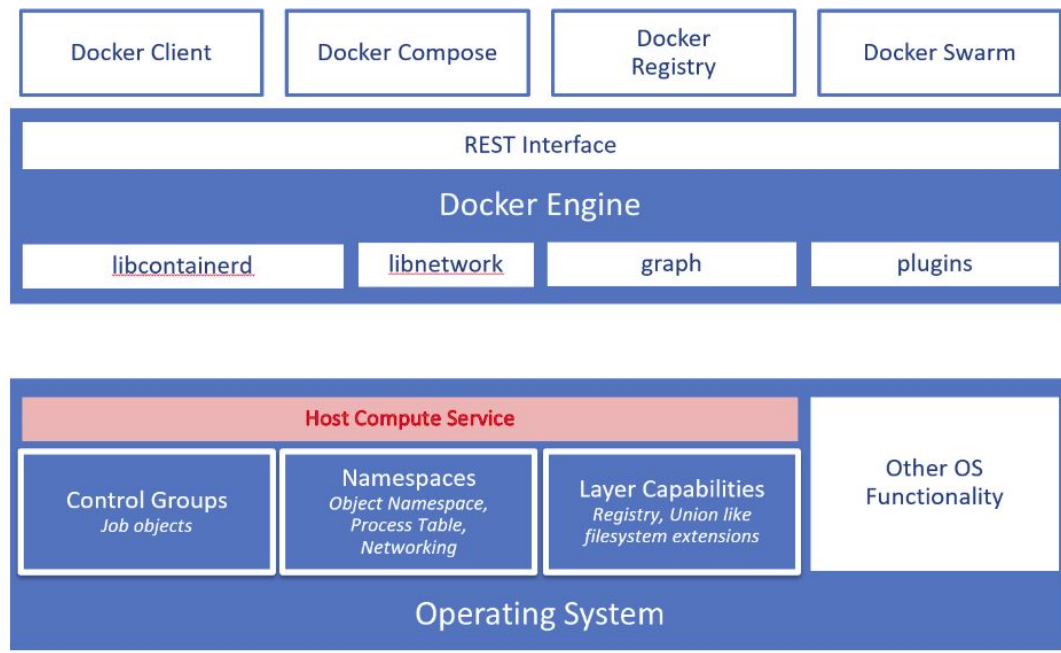 Docker Client
Docker Compose
Docker
Registry
Docker Swarm
REST Interface
Docker Engine
libcontainerd
libnetwork
graph
plugins
Host Compute Service
Control Groups
Job objects
Namespaces
Object Namespace,
Process Table,
Networking
Layer Capabilities
Registry, Union like
filesystem extensions
Other OS
Functionality
Operating System